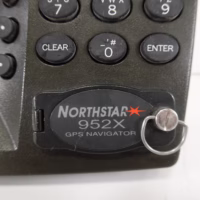 7 8 9
CLEAR -'# 0 ENTER
NORTHSTAR
952X
GPS NAVIGATOR